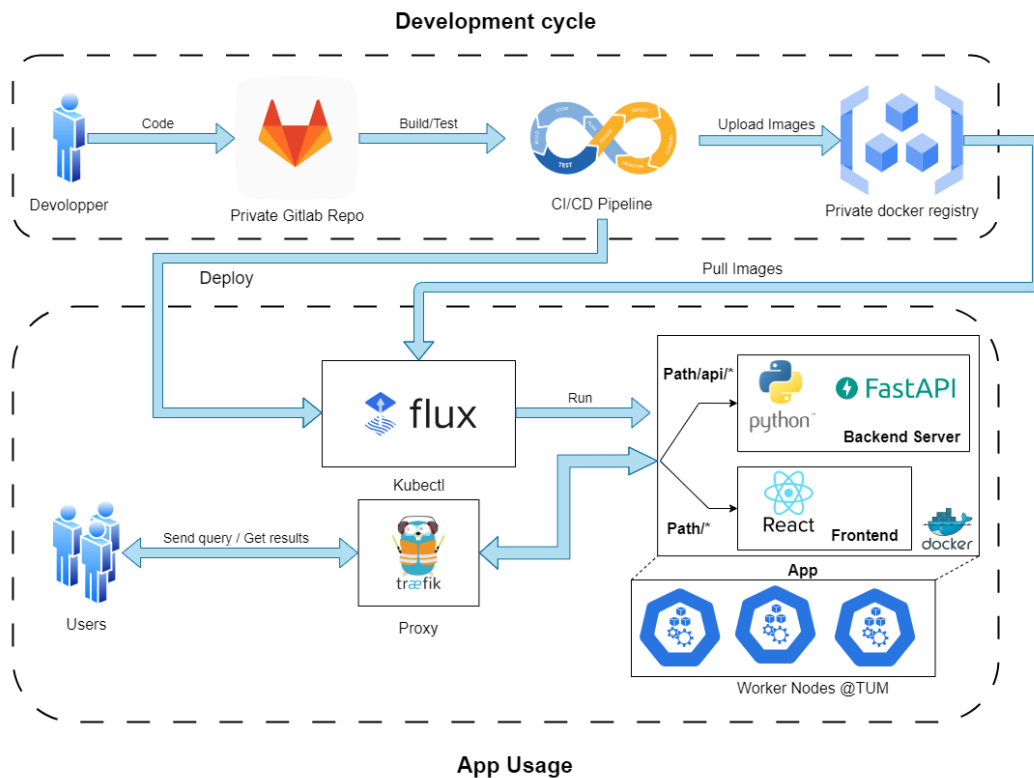 Development cycle
Code
Build/Test
Upload Images
TEST
Devolopper
Private Gitlab Repo
CI/CD Pipeline
Private docker registry
Deploy
Pull Images
Path/api/*
FastAPI
flux
Run
python™
Backend Server
Kubectl
React
Path/*
Frontend
docker
Send query / Get results
træfik
App
Users
Proxy
Worker Nodes @TUM
App Usage